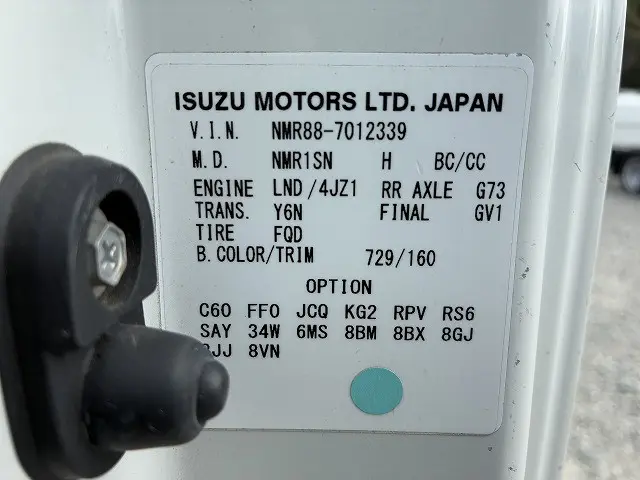 ISUZU MOTORS LTD. JAPAN
V.I.N. NMR88-7012339
M.D. NMR1SN H BC/CC
ENGINE LND/4JZ1 RR AXLE G73
TRANS. Y6N FINAL GV1
TIRE FQD
B.COLOR/TRIM 729/160
OPTION
C60 FF0 JCQ KG2 RPV RS6
SAY 34W 6MS 8BM 8BX 8GJ
8VN